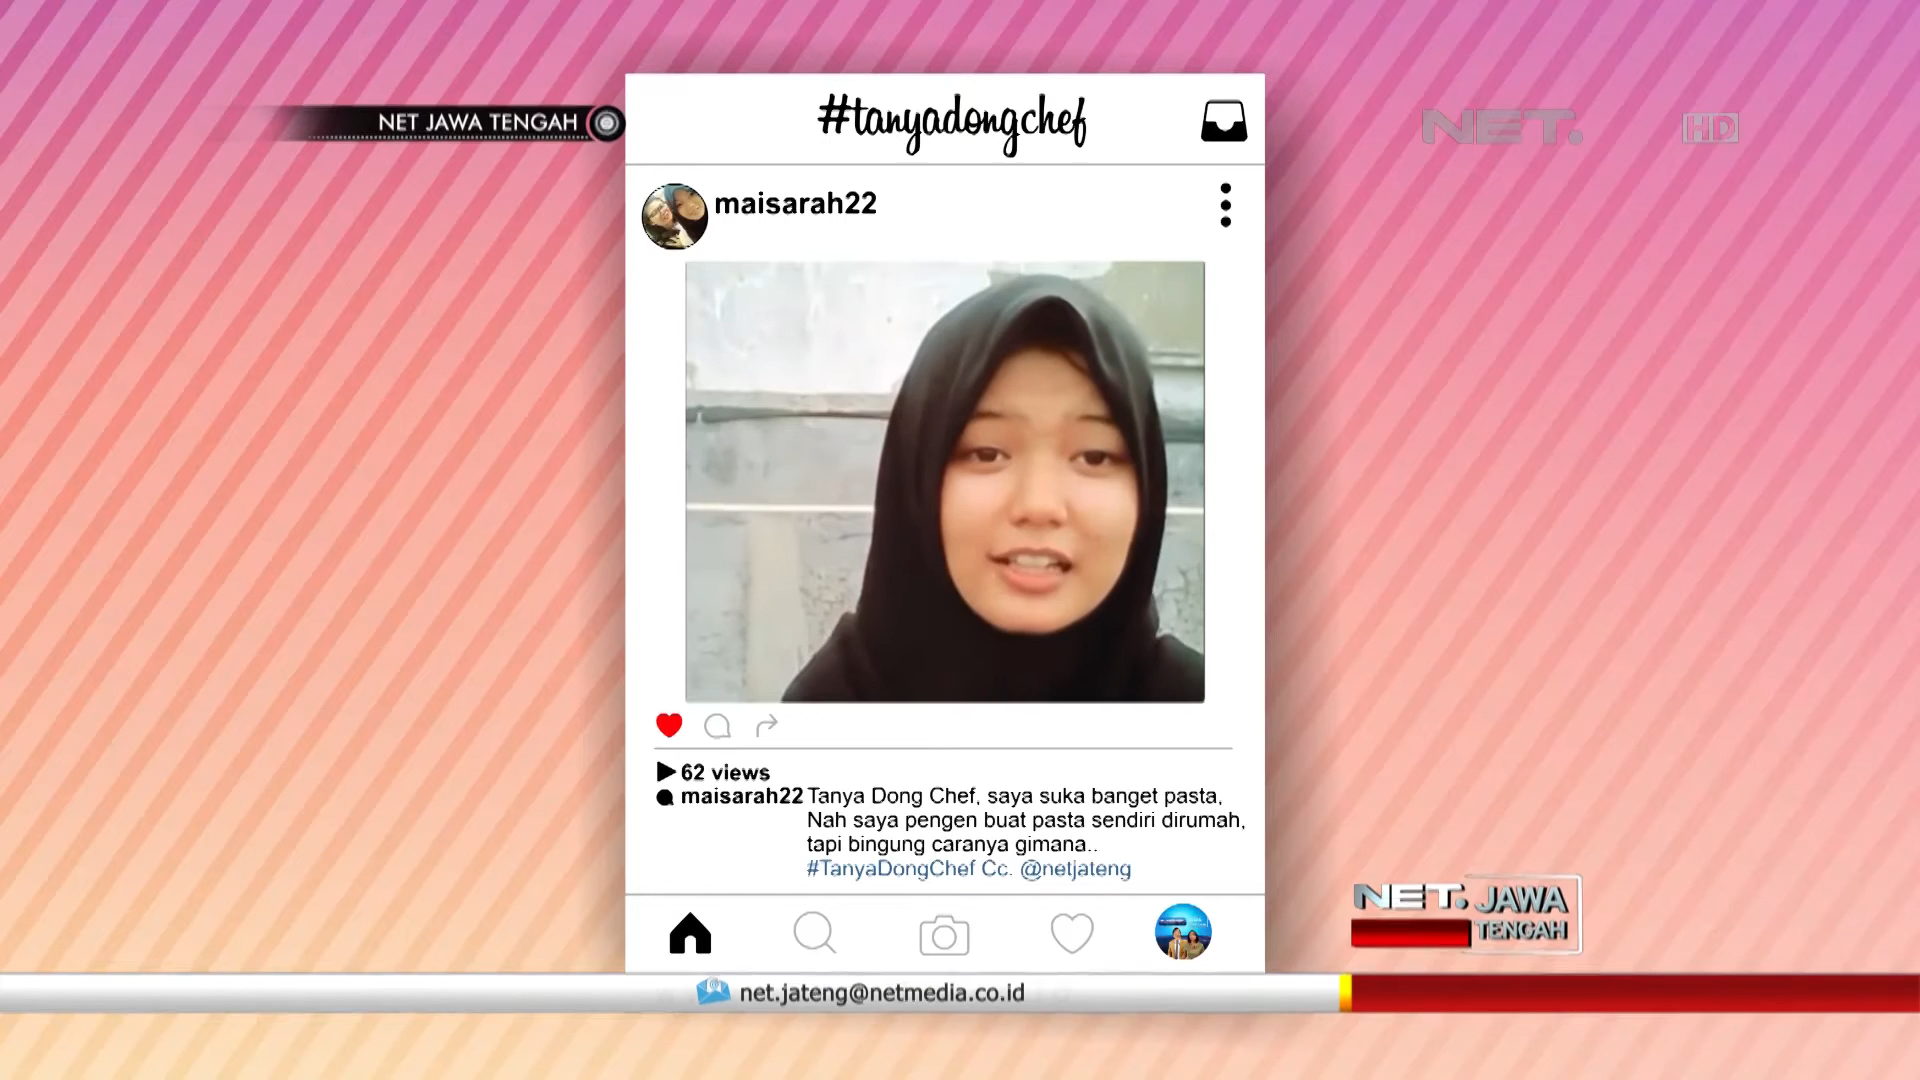 #tanyadongchef
NET JAWA TENGAH
NET.
HD
maisarah22
62 views
maisarah22 Tanya Dong Chef, saya suka banget pasta,
Nah saya pengen buat pasta sendiri dirumah,
tapi bingung caranya gimana..
#TanyaDongChef Cc. @netjateng
NET. JAWA
TENGAH
net.jateng@netmedia.co.id